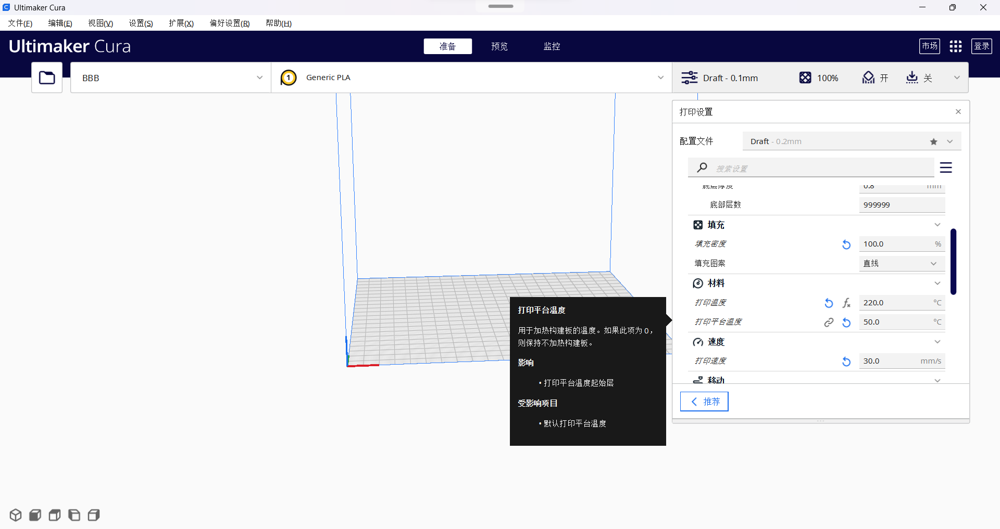 Ultimaker Cura
文件(F) 编辑(E) 视图(V) 设置(S) 扩展(X) 偏好设置(R) 帮助(H)
Ultimaker Cura
准备 预览 监控
市场 登录
BBB
1 Generic PLA
Draft - 0.1mm 100% 开 关
打印设置
配置文件 Draft - 0.2mm
搜索设置
底层厚度 0.8 mm
底部层数 999999
填充
填充密度 100.0 %
填充图案 直线
材料
打印温度 220.0 °C
打印平台温度 50.0 °C
速度
打印速度 30.0 mm/s
移动
推荐
打印平台温度
用于加热构建板的温度。如果此项为 0，
则保持不加热构建板。
影响
• 打印平台温度起始层
受影响项目
• 默认打印平台温度